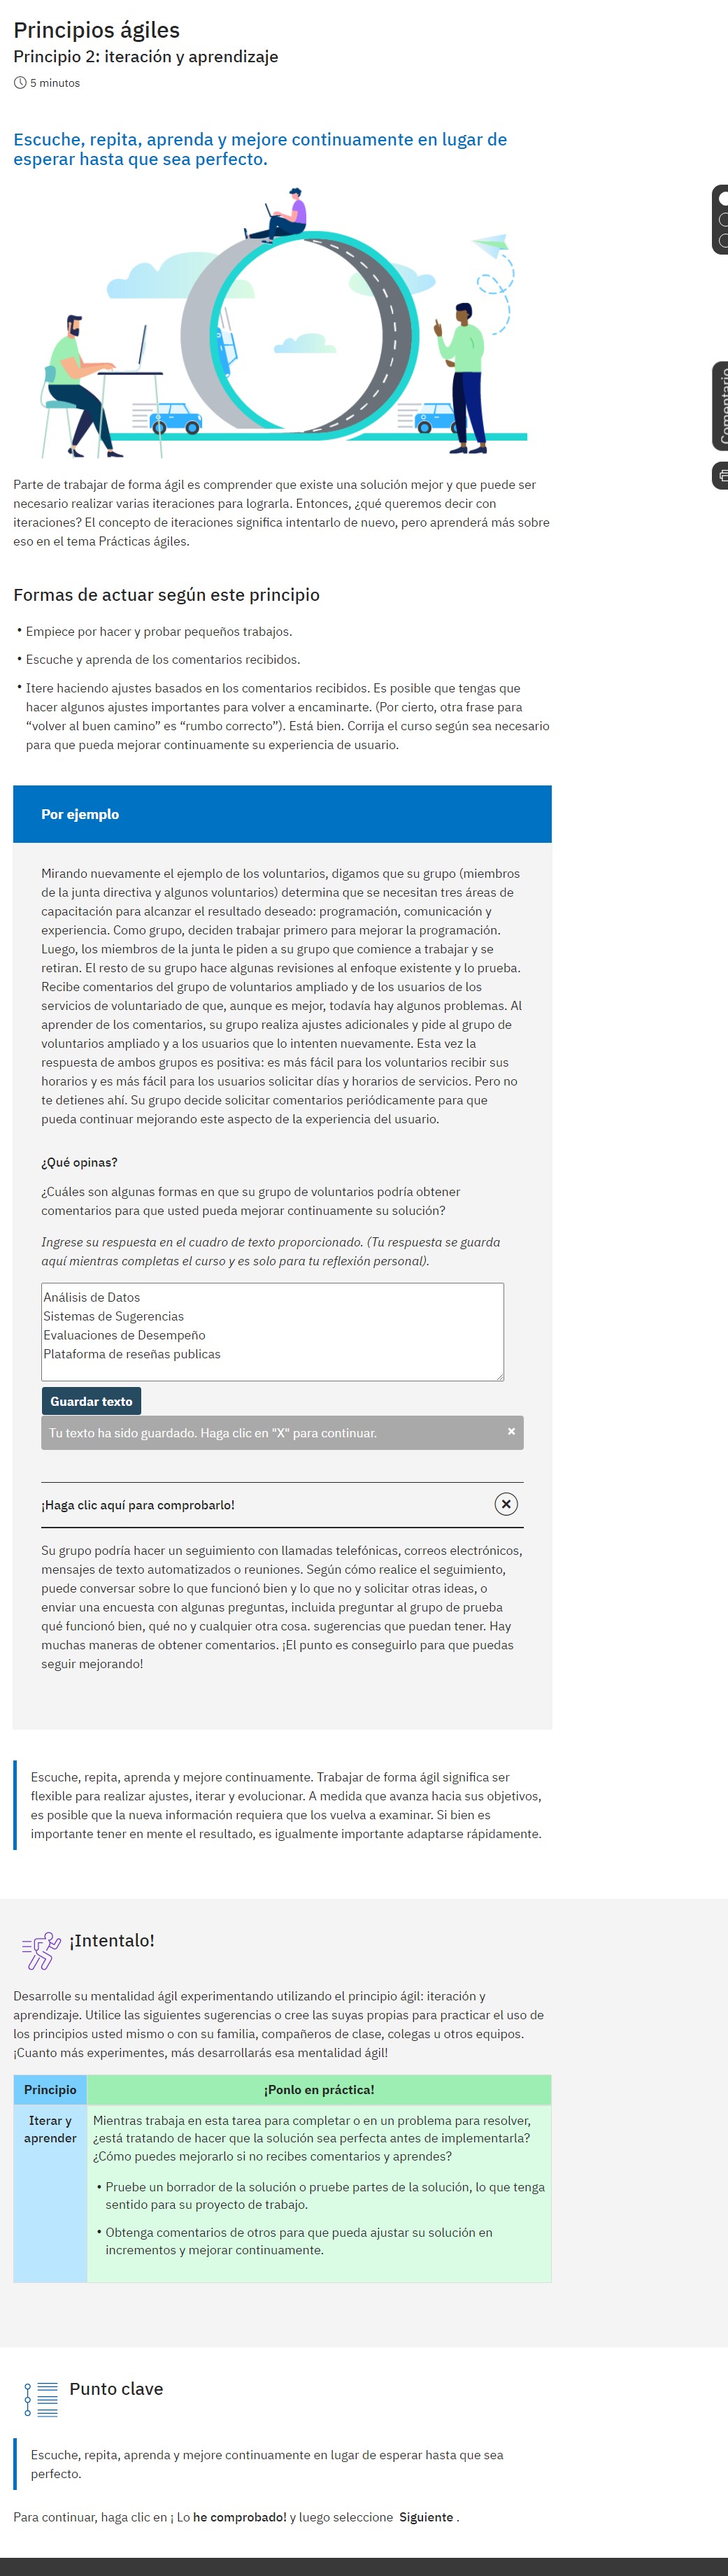 Principios ágiles
Principio 2: iteración y aprendizaje
5 minutos
Escuche, repita, aprenda y mejore continuamente en lugar de
esperar hasta que sea perfecto.
Comentario
Parte de trabajar de forma ágil es comprender que existe una solución mejor y que puede ser
necesario realizar varias iteraciones para lograrla. Entonces, ¿qué queremos decir con
iteraciones? El concepto de iteraciones significa intentarlo de nuevo, pero aprenderá más sobre
eso en el tema Prácticas ágiles.
Formas de actuar según este principio
• Empiece por hacer y probar pequeños trabajos.
• Escuche y aprenda de los comentarios recibidos.
• Itere haciendo ajustes basados en los comentarios recibidos. Es posible que tengas que
hacer algunos ajustes importantes para volver a encaminarte. (Por cierto, otra frase para
“volver al buen camino” es “rumbo correcto”). Está bien. Corrija el curso según sea necesario
para que pueda mejorar continuamente su experiencia de usuario.
Por ejemplo
Mirando nuevamente el ejemplo de los voluntarios, digamos que su grupo (miembros
de la junta directiva y algunos voluntarios) determina que se necesitan tres áreas de
capacitación para alcanzar el resultado deseado: programación, comunicación y
experiencia. Como grupo, deciden trabajar primero para mejorar la programación.
Luego, los miembros de la junta le piden a su grupo que comience a trabajar y se
retiran. El resto de su grupo hace algunas revisiones al enfoque existente y lo prueba.
Recibe comentarios del grupo de voluntarios ampliado y de los usuarios de los
servicios de voluntariado de que, aunque es mejor, todavía hay algunos problemas. Al
aprender de los comentarios, su grupo realiza ajustes adicionales y pide al grupo de
voluntarios ampliado y a los usuarios que lo intenten nuevamente. Esta vez la
respuesta de ambos grupos es positiva: es más fácil para los voluntarios recibir sus
horarios y es más fácil para los usuarios solicitar días y horarios de servicios. Pero no
te detienes ahí. Su grupo decide solicitar comentarios periódicamente para que
pueda continuar mejorando este aspecto de la experiencia del usuario.
¿Qué opinas?
¿Cuáles son algunas formas en que su grupo de voluntarios podría obtener
comentarios para que usted pueda mejorar continuamente su solución?
Ingrese su respuesta en el cuadro de texto proporcionado. (Tu respuesta se guarda
aquí mientras completas el curso y es solo para tu reflexión personal).
Análisis de Datos
Sistemas de Sugerencias
Evaluaciones de Desempeño
Plataforma de reseñas publicas
Guardar texto
Tu texto ha sido guardado. Haga clic en "X" para continuar. ×
¡Haga clic aquí para comprobarlo!
Su grupo podría hacer un seguimiento con llamadas telefónicas, correos electrónicos,
mensajes de texto automatizados o reuniones. Según cómo realice el seguimiento,
puede conversar sobre lo que funcionó bien y lo que no y solicitar otras ideas, o
enviar una encuesta con algunas preguntas, incluida preguntar al grupo de prueba
qué funcionó bien, qué no y cualquier otra cosa. sugerencias que puedan tener. Hay
muchas maneras de obtener comentarios. ¡El punto es conseguirlo para que puedas
seguir mejorando!
Escuche, repita, aprenda y mejore continuamente. Trabajar de forma ágil significa ser
flexible para realizar ajustes, iterar y evolucionar. A medida que avanza hacia sus objetivos,
es posible que la nueva información requiera que los vuelva a examinar. Si bien es
importante tener en mente el resultado, es igualmente importante adaptarse rápidamente.
¡Intentalo!
Desarrolle su mentalidad ágil experimentando utilizando el principio ágil: iteración y
aprendizaje. Utilice las siguientes sugerencias o cree las suyas propias para practicar el uso de
los principios usted mismo o con su familia, compañeros de clase, colegas u otros equipos.
¡Cuanto más experimentes, más desarrollarás esa mentalidad ágil!
Principio ¡Ponlo en práctica!
Iterar y
aprender
Mientras trabaja en esta tarea para completar o en un problema para resolver,
¿está tratando de hacer que la solución sea perfecta antes de implementarla?
¿Cómo puedes mejorarlo si no recibes comentarios y aprendes?
• Pruebe un borrador de la solución o pruebe partes de la solución, lo que tenga
sentido para su proyecto de trabajo.
• Obtenga comentarios de otros para que pueda ajustar su solución en
incrementos y mejorar continuamente.
Punto clave
Escuche, repita, aprenda y mejore continuamente en lugar de esperar hasta que sea
perfecto.
Para continuar, haga clic en ¡ Lo he comprobado! y luego seleccione Siguiente .